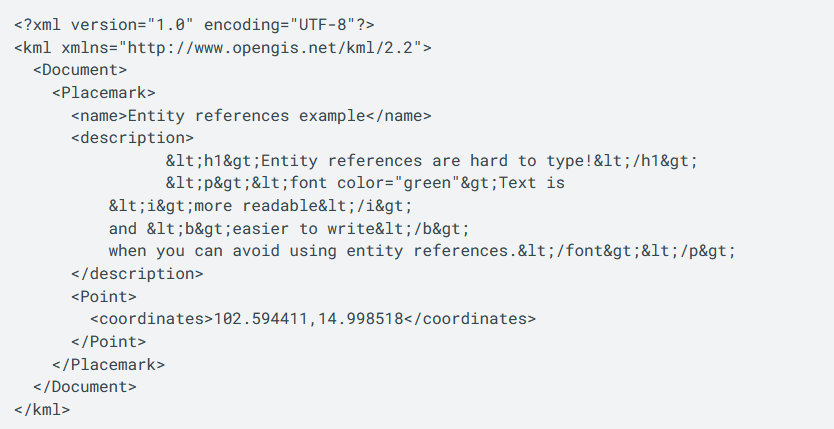 <?xml version="1.0" encoding="UTF-8"?>
<kml xmlns="http://www.opengis.net/kml/2.2">
  <Document>
    <Placemark>
      <name>Entity references example</name>
      <description>
                &lt;h1&gt;Entity references are hard to type!&lt;/h1&gt;
                &lt;p&gt;&lt;font color="green"&gt;Text is
          &lt;i&gt;more readable&lt;/i&gt;
          and &lt;b&gt;easier to write&lt;/b&gt;
          when you can avoid using entity references.&lt;/font&gt;&lt;/p&gt;
      </description>
      <Point>
        <coordinates>102.594411,14.998518</coordinates>
      </Point>
    </Placemark>
  </Document>
</kml>